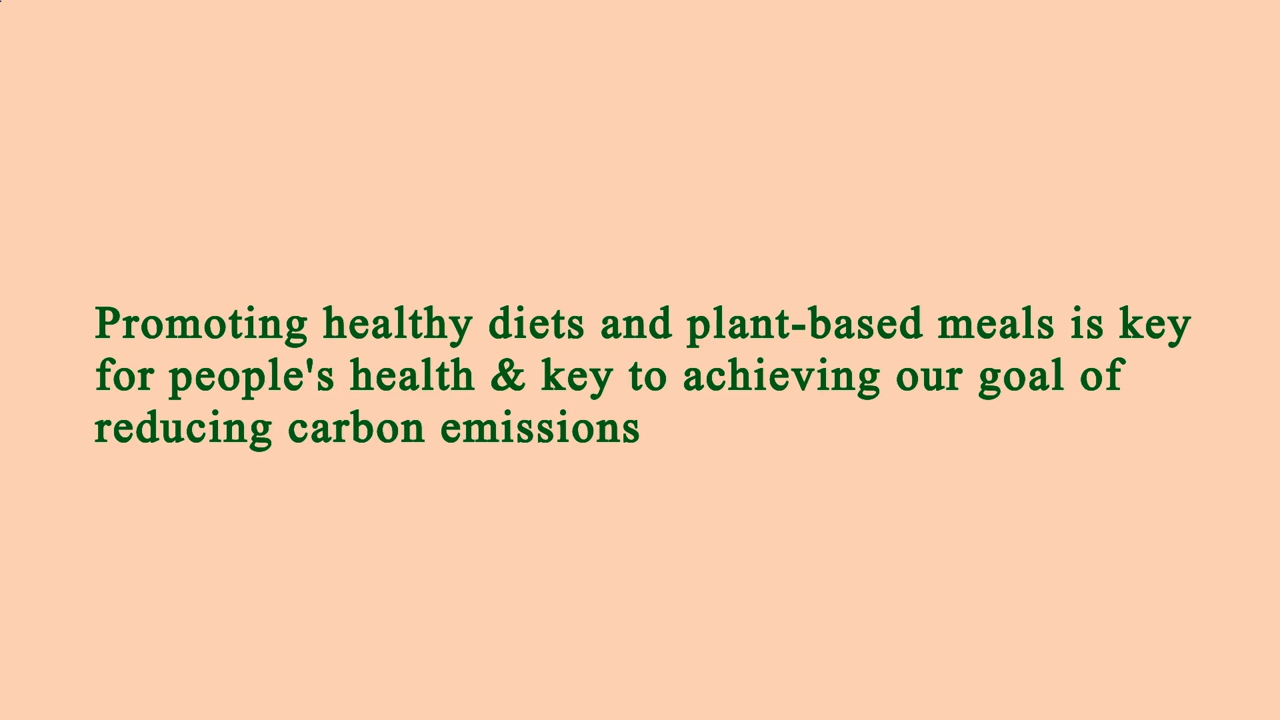 Promoting healthy diets and plant-based meals is key
for people's health & key to achieving our goal of
reducing carbon emissions